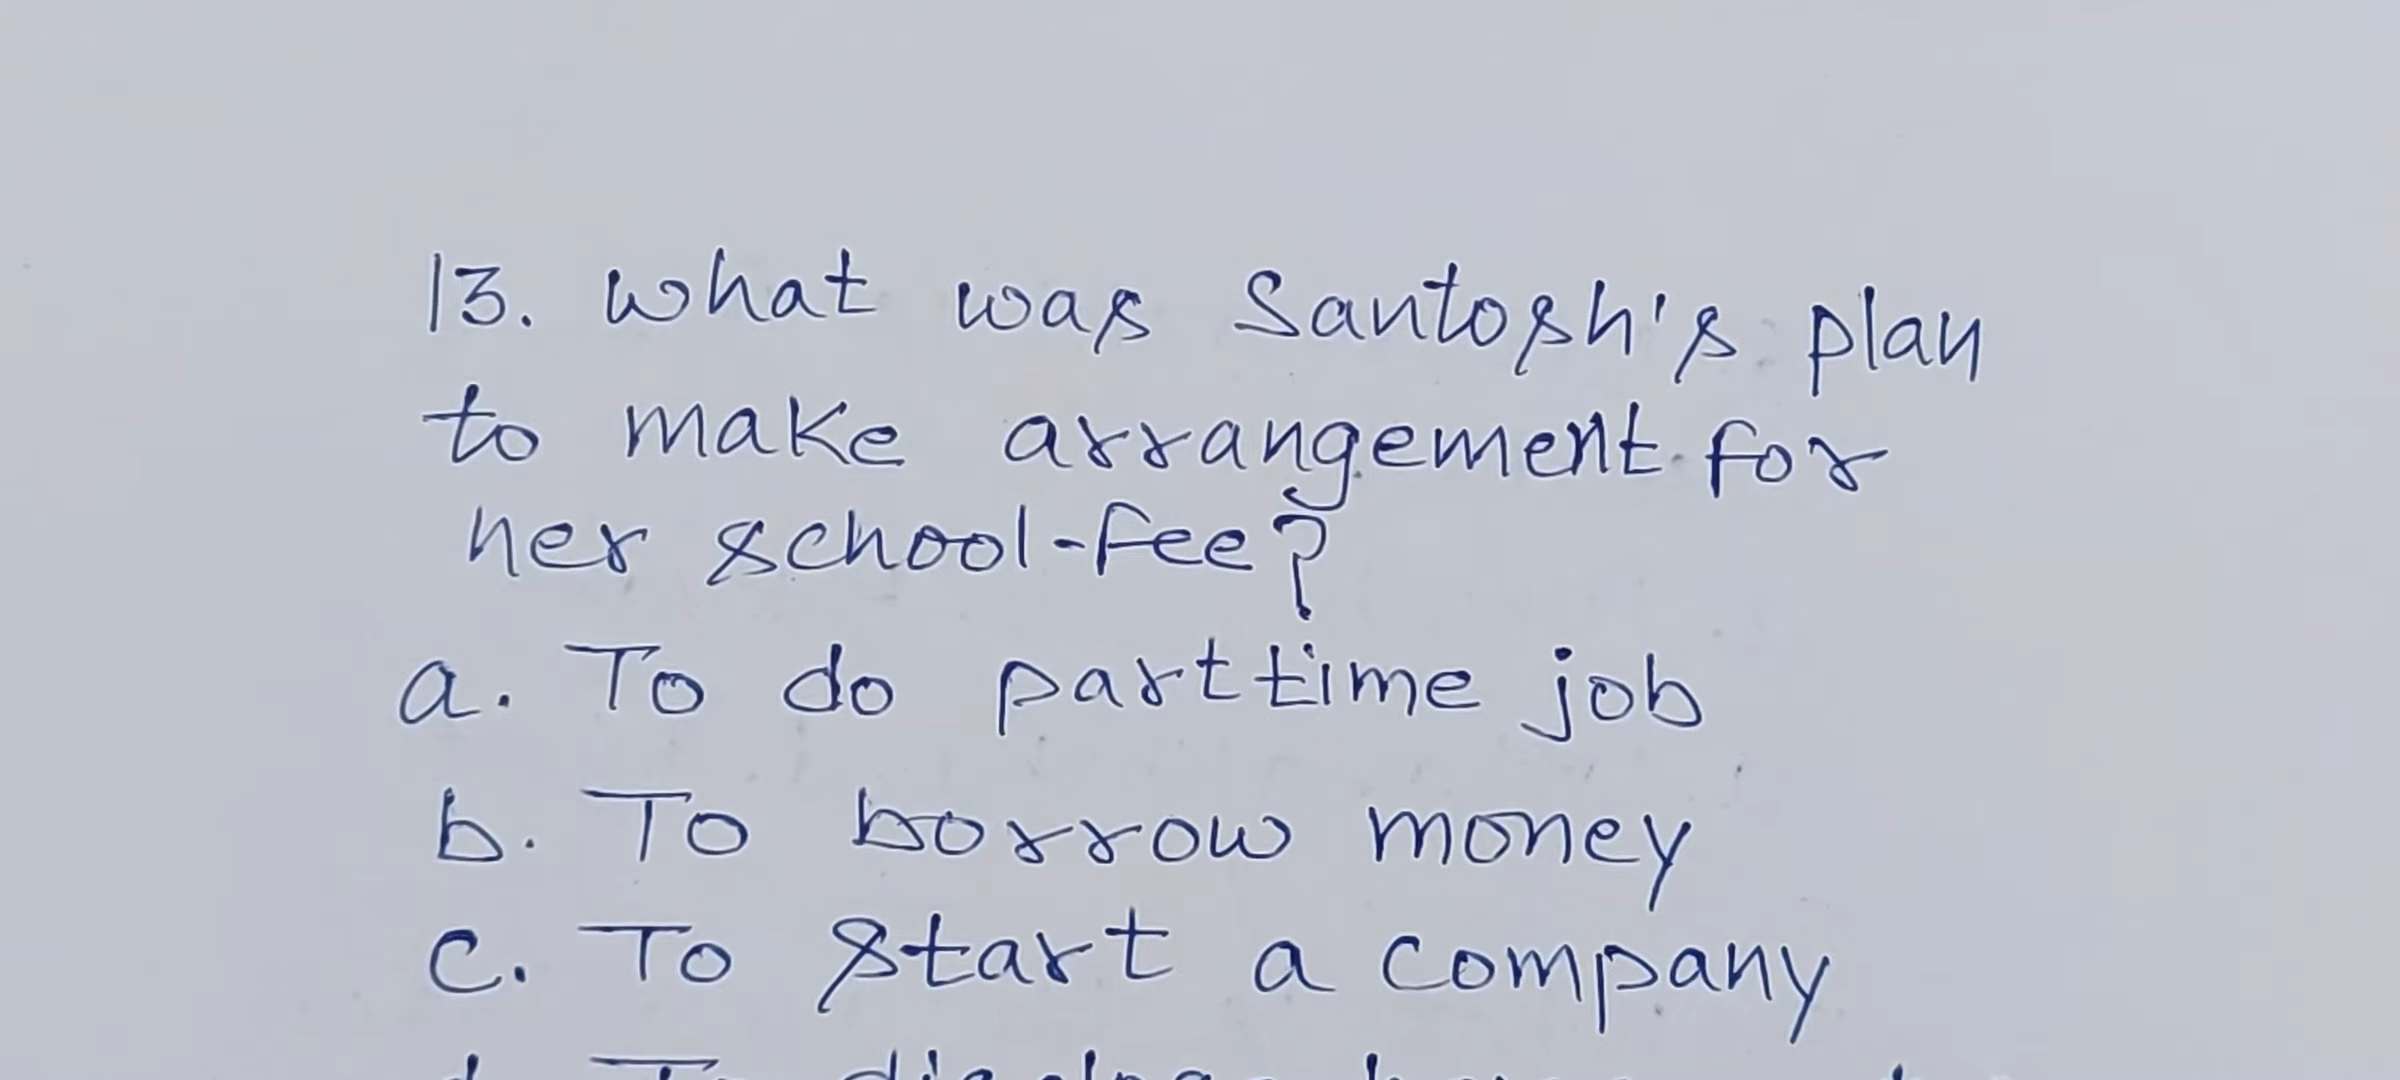 13. What was Santosh's plan
to make arrangement for
her school-fee?
a. To do parttime job
b. To borrow money
c. To start a company